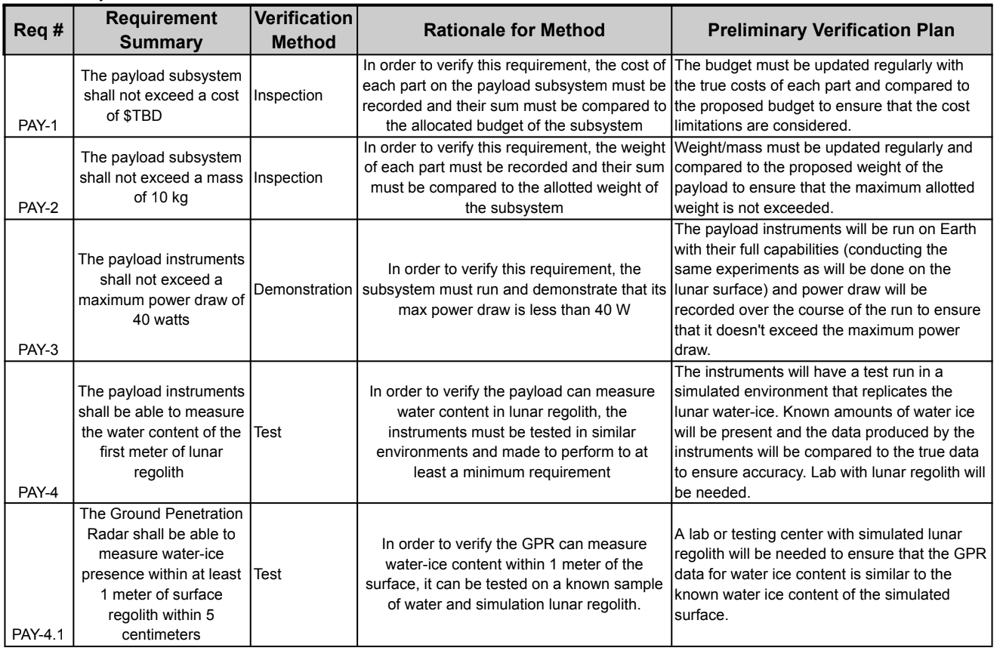 Req #
Requirement
Summary
Verification
Method
Rationale for Method
Preliminary Verification Plan
PAY-1
The payload subsystem
shall not exceed a cost
of $TBD
Inspection
In order to verify this requirement, the cost of
each part on the payload subsystem must be
recorded and their sum must be compared to
the allocated budget of the subsystem
The budget must be updated regularly with
the true costs of each part and compared to
the proposed budget to ensure that the cost
limitations are considered.
PAY-2
The payload subsystem
shall not exceed a mass
of 10 kg
Inspection
In order to verify this requirement, the weight
of each part must be recorded and their sum
must be compared to the allotted weight of
the subsystem
Weight/mass must be updated regularly and
compared to the proposed weight of the
payload to ensure that the maximum allotted
weight is not exceeded.
PAY-3
The payload instruments
shall not exceed a
maximum power draw of
40 watts
Demonstration
In order to verify this requirement, the
subsystem must run and demonstrate that its
max power draw is less than 40 W
The payload instruments will be run on Earth
with their full capabilities (conducting the
same experiments as will be done on the
lunar surface) and power draw will be
recorded over the course of the run to ensure
that it doesn't exceed the maximum power
draw.
PAY-4
The payload instruments
shall be able to measure
the water content of the
first meter of lunar
regolith
Test
In order to verify the payload can measure
water content in lunar regolith, the
instruments must be tested in similar
environments and made to perform to at
least a minimum requirement
The instruments will have a test run in a
simulated environment that replicates the
lunar water-ice. Known amounts of water ice
will be present and the data produced by the
instruments will be compared to the true data
to ensure accuracy. Lab with lunar regolith will
be needed.
PAY-4.1
The Ground Penetration
Radar shall be able to
measure water-ice
presence within at least
1 meter of surface
regolith within 5
centimeters
Test
In order to verify the GPR can measure
water-ice content within 1 meter of the
surface, it can be tested on a known sample
of water and simulation lunar regolith.
A lab or testing center with simulated lunar
regolith will be needed to ensure that the GPR
data for water ice content is similar to the
known water ice content of the simulated
surface.